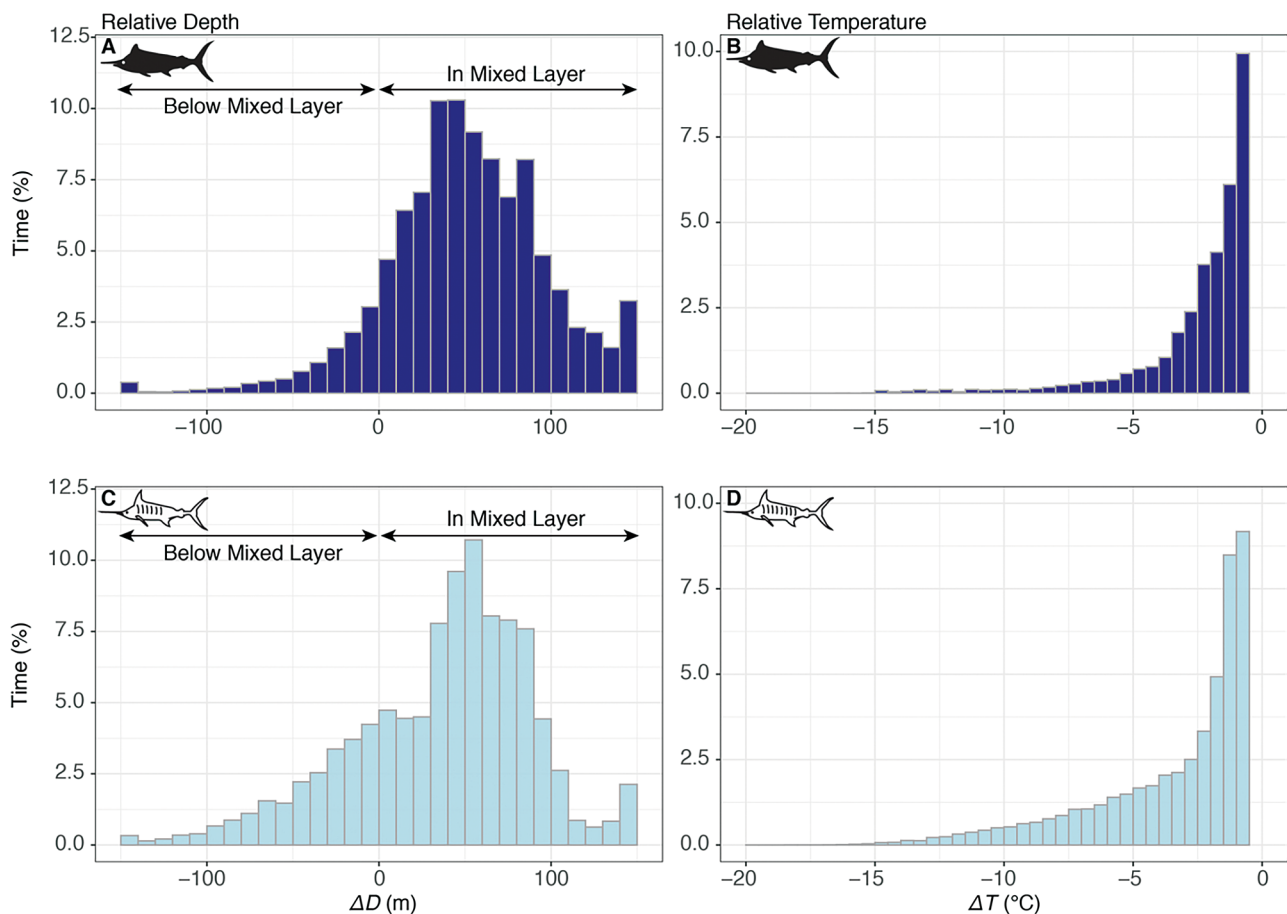 Relative Depth
Relative Temperature
A
In Mixed Layer
Below Mixed Layer
Time (%)
12.5
10.0
7.5
5.0
2.5
0.0
−100
0
100
B
10.0
7.5
5.0
2.5
0.0
−20
−15
−10
−5
0
C
In Mixed Layer
Below Mixed Layer
Time (%)
12.5
10.0
7.5
5.0
2.5
0.0
−100
0
100
ΔD (m)
D
10.0
7.5
5.0
2.5
0.0
−20
−15
−10
−5
0
ΔT (°C)